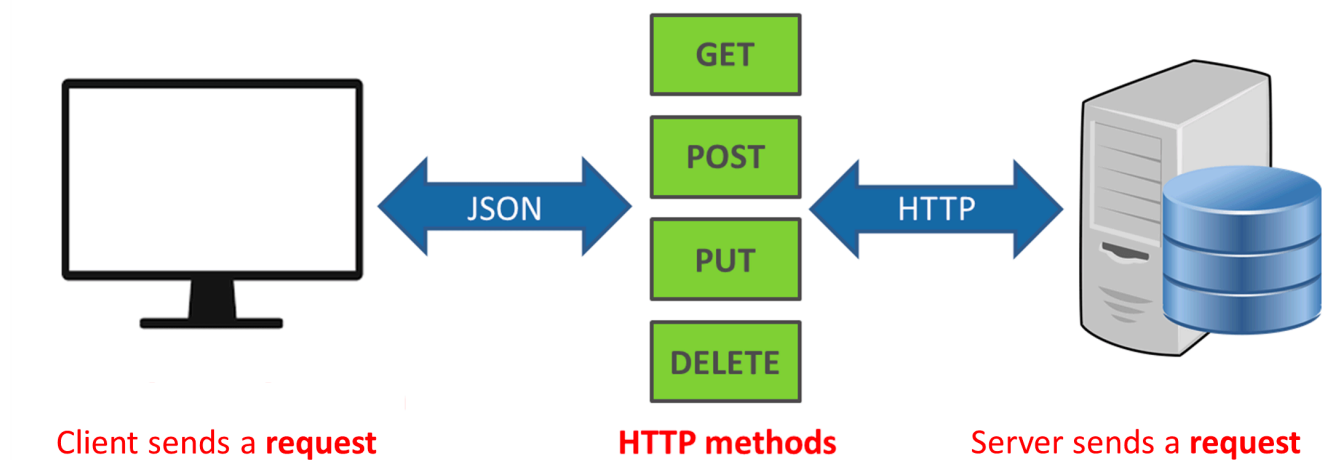 GET
POST
JSON
HTTP
PUT
DELETE
Client sends a request
HTTP methods
Server sends a request